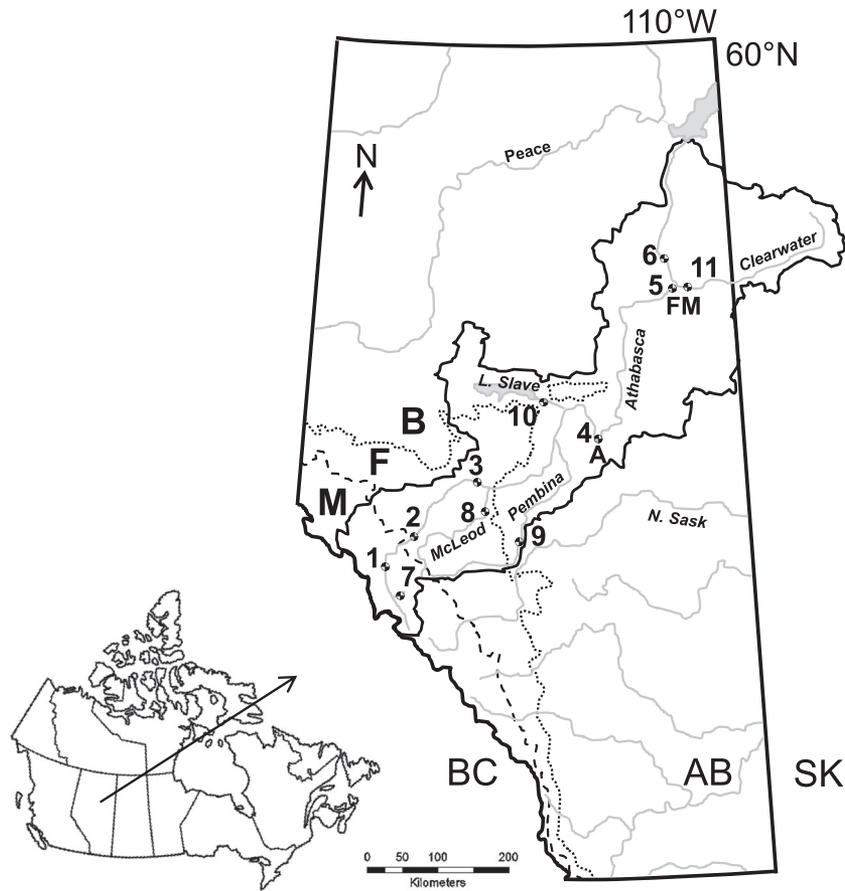 110°W
60°N
N
Peace
6
11
Clearwater
5
FM
Athabasca
L. Slave
B
10
4
A
F
3
M
Pembina
8
2
N. Sask
McLeod
9
1
7
BC
AB
SK
0 50 100 200
Kilometers